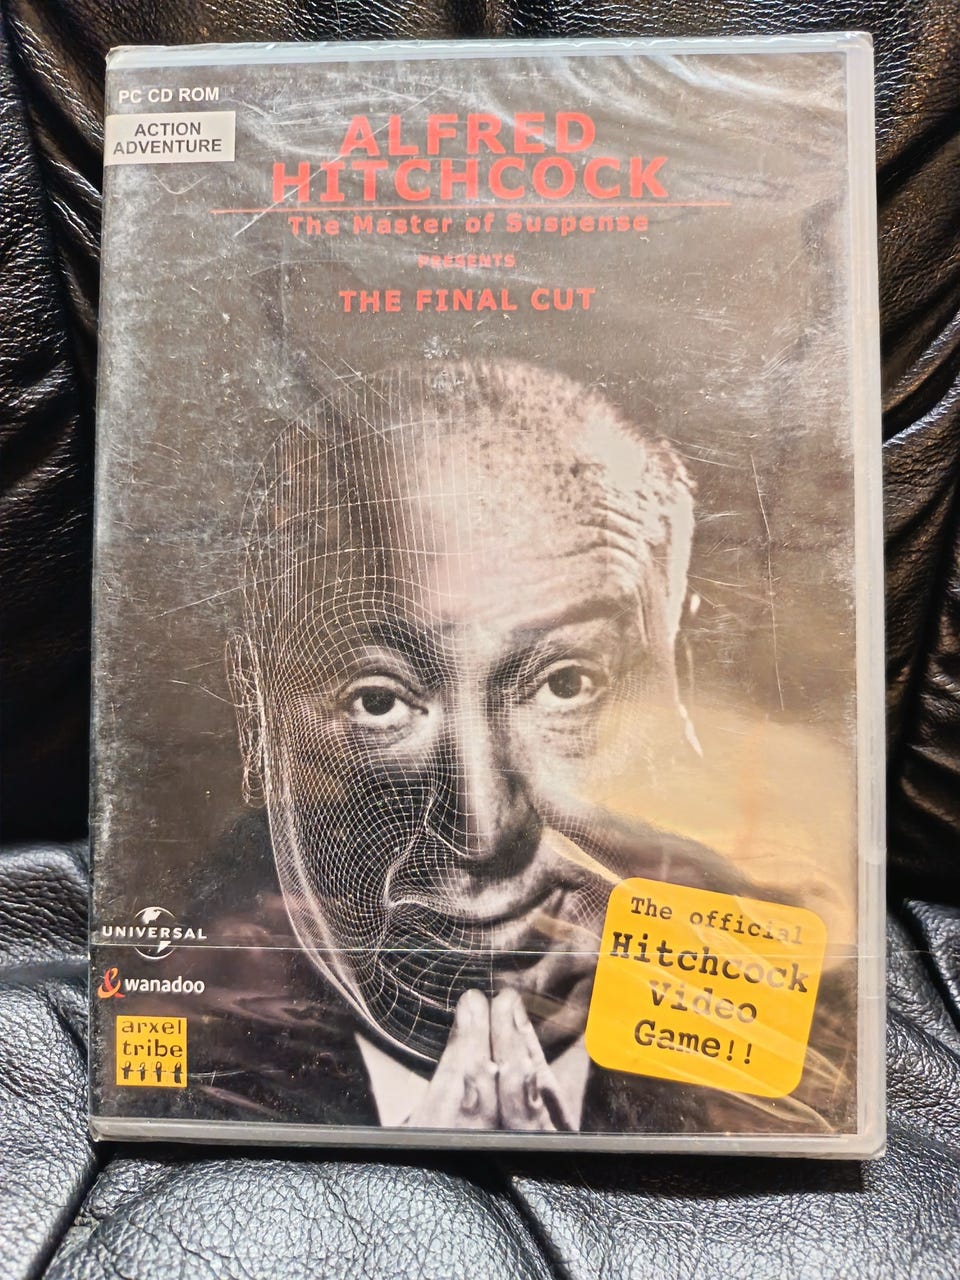 PC CD ROM
ACTION
ADVENTURE
ALFRED
HITCHCOCK
The Master of Suspense
PRESENTS
THE FINAL CUT
The official
Hitchcock
Video
Game!!
UNIVERSAL
& wanadoo
arxel
tribe